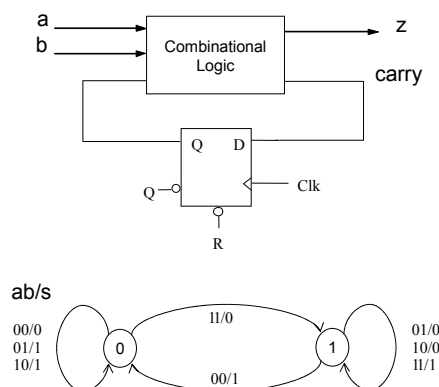 a
b
Combinational
Logic
z
carry
Q D
Q
Clk
R
ab/s
00/0
01/1
10/1
0
11/0
00/1
1
01/0
10/0
11/1